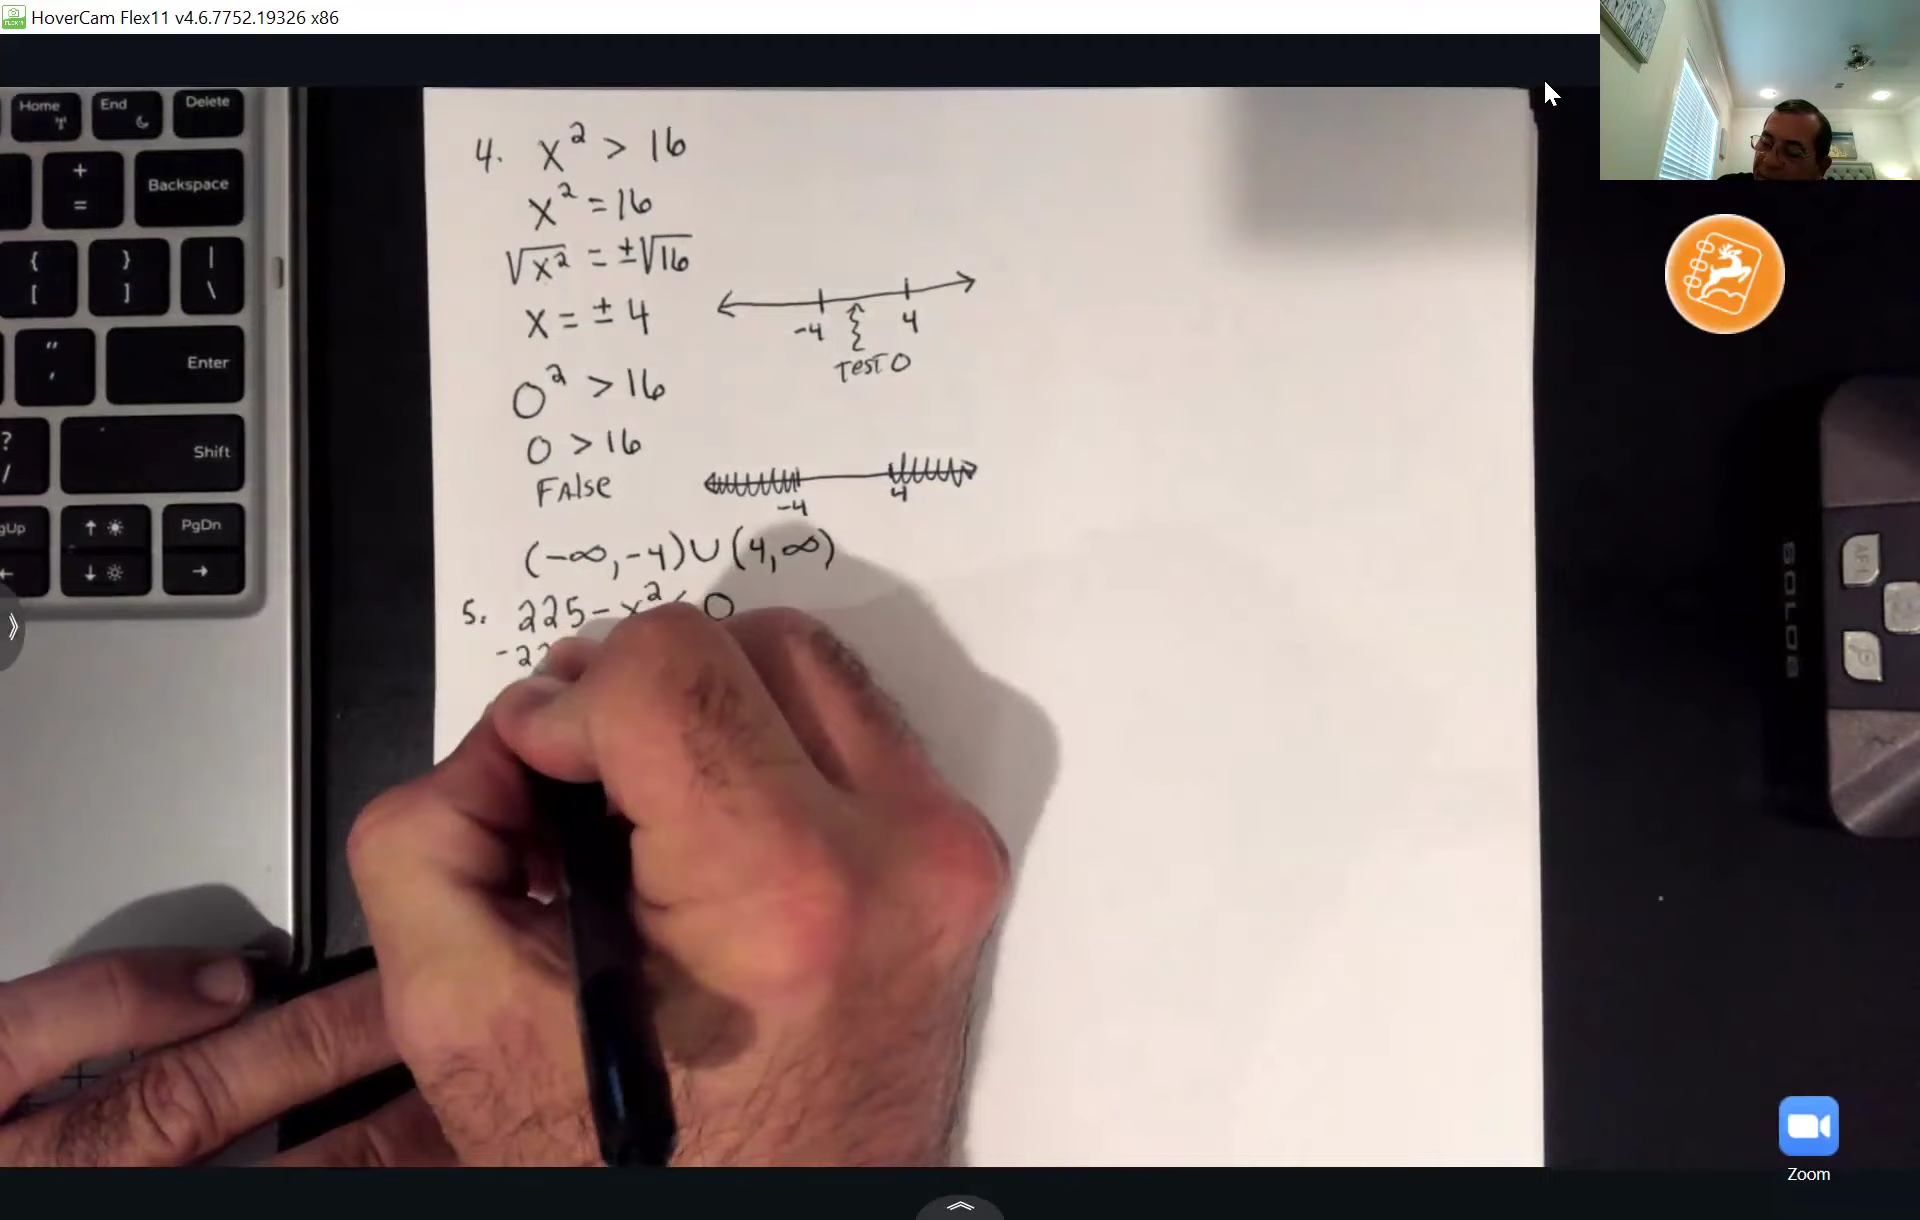 HoverCam Flex11 v4.6.7752.19326 x86
Home End Delete
+ =
Backspace
{ [ } ] | \
" ' Enter
? / Shift
PgDn
4. x² > 16
x² = 16
√x² = ±√16
x = ± 4
-4 4
Test 0
0² > 16
0 > 16
False
-4 4
(-∞, -4) ∪ (4, ∞)
5. 225 - x² < 0
AF
SOLO8
Zoom